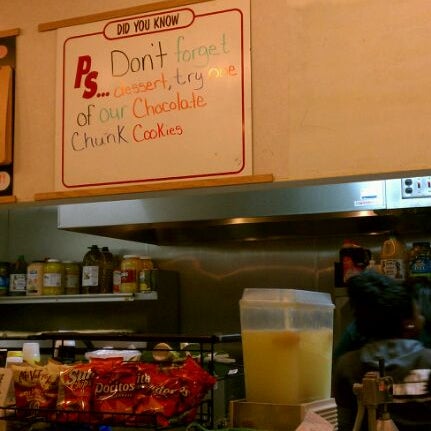 DID YOU KNOW
PS... Don't forget
dessert, try one
of our Chocolate
Chunk Cookies
Doritos